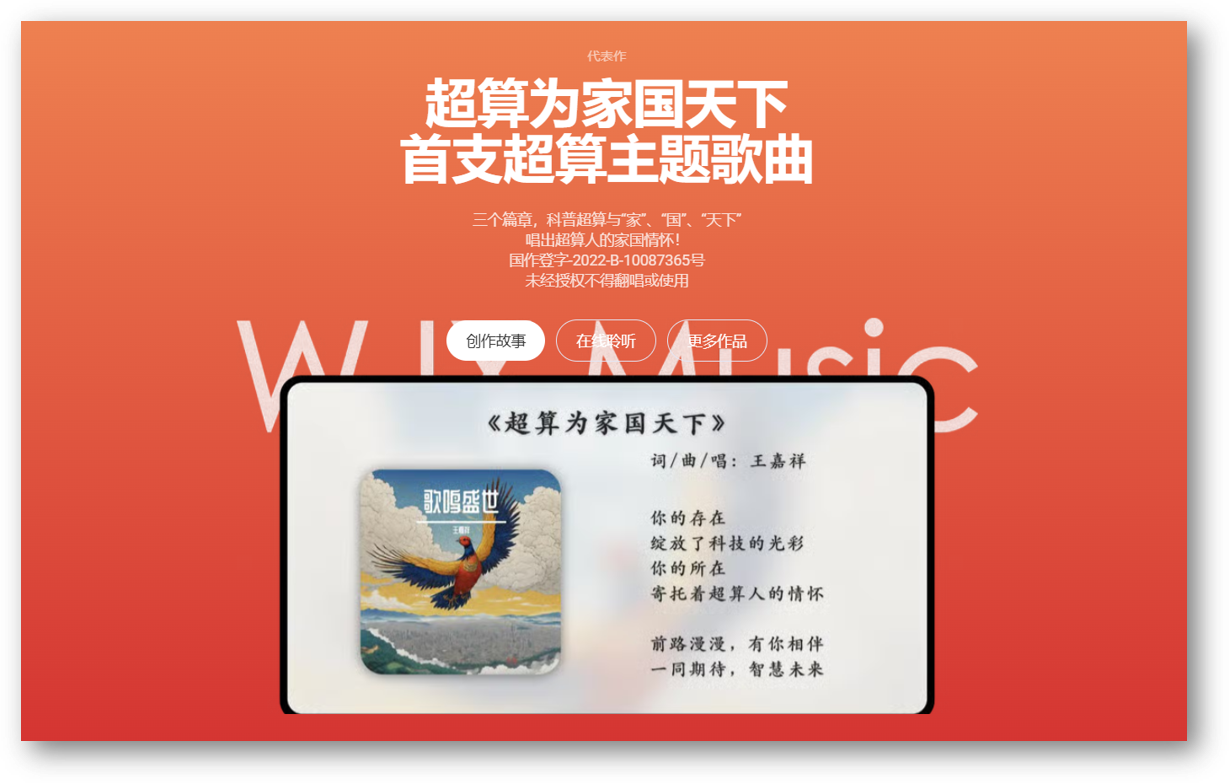 代表作
超算为家国天下
首支超算主题歌曲
三个篇章，科普超算与“家”、“国”、“天下”
唱出超算人的家国情怀！
国作登字-2022-B-10087365号
未经授权不得翻唱或使用
创作故事 在线聆听 更多作品
WJX Music
《超算为家国天下》
词/曲/唱：王嘉祥
歌鸣盛世
王嘉祥
你的存在
绽放了科技的光彩
你的所在
寄托着超算人的情怀
前路漫漫，有你相伴
一同期待，智慧未来